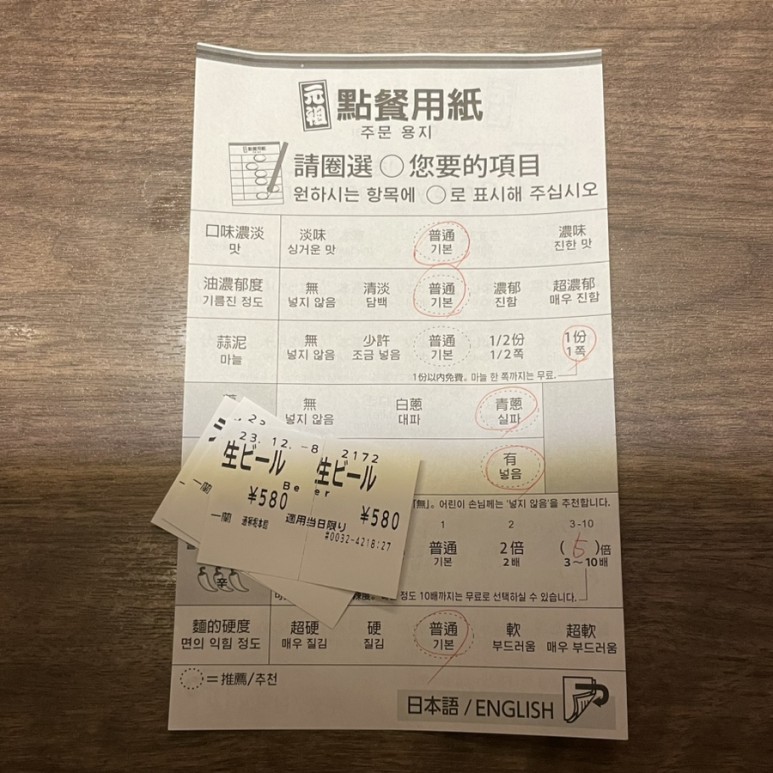 元祖 點餐用紙
주문 용지
請圈選 ○ 您要的項目
원하시는 항목에 ○로 표시해 주십시오
口味濃淡 淡味 普通 濃味
맛 싱거운 맛 기본 진한 맛
油濃郁度 無 清淡 普通 濃郁 超濃郁
기름진 정도 넣지 않음 담백 기본 진함 매우 진함
蒜泥 無 少許 普通 1/2份 1份
마늘 넣지 않음 조금 넣음 기본 1/2쪽 1쪽
1份以內免費。마늘 한 쪽까지는 무료.
無 白蔥 青蔥
넣지 않음 대파 실파
有
넣음
「無」。어린이 손님께는 '넣지 않음'을 추천합니다.
1 2 3-10
普通 2倍 (5)倍
기본 2배 3~10배
정도 10배까지는 무료로 선택하실 수 있습니다.
辛
麵的硬度 超硬 硬 普通 軟 超軟
면의 익힘 정도 매우 질김 질김 기본 부드러움 매우 부드러움
= 推薦/추천
日本語 / ENGLISH
23.12.-8 2172
生ビール 生ビール
Beer
¥580 ¥580
一蘭 適用当日限り
#0032-4218:27
一蘭